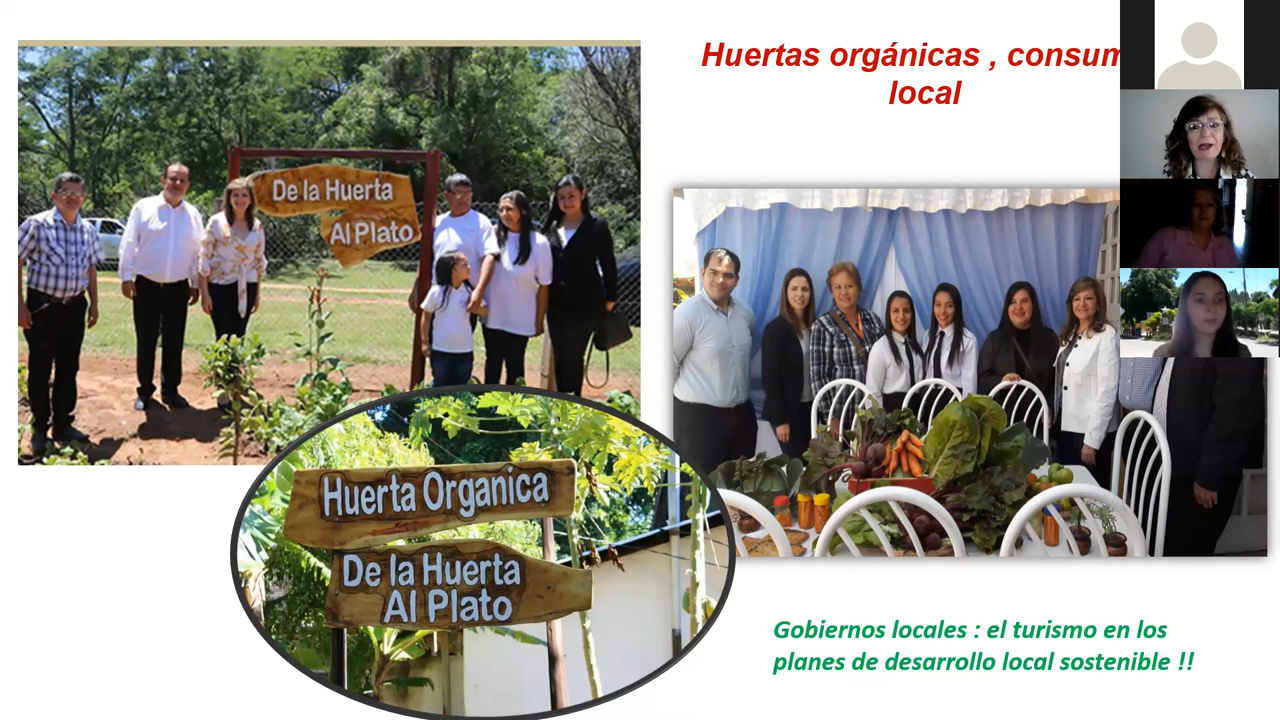 Huertas orgánicas , consum
local
De la Huerta
Al Plato
Huerta Organica
De la Huerta
Al Plato
Gobiernos locales : el turismo en los
planes de desarrollo local sostenible !!